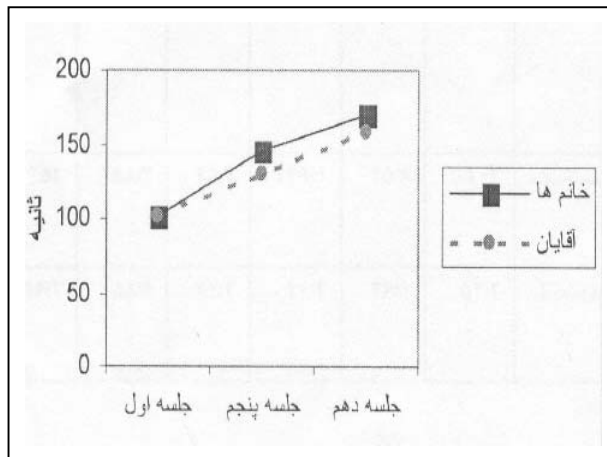 200
150
100
50
0
ثانیه
جلسه اول
جلسه پنجم
جلسه دهم
خانم ها
آقایان